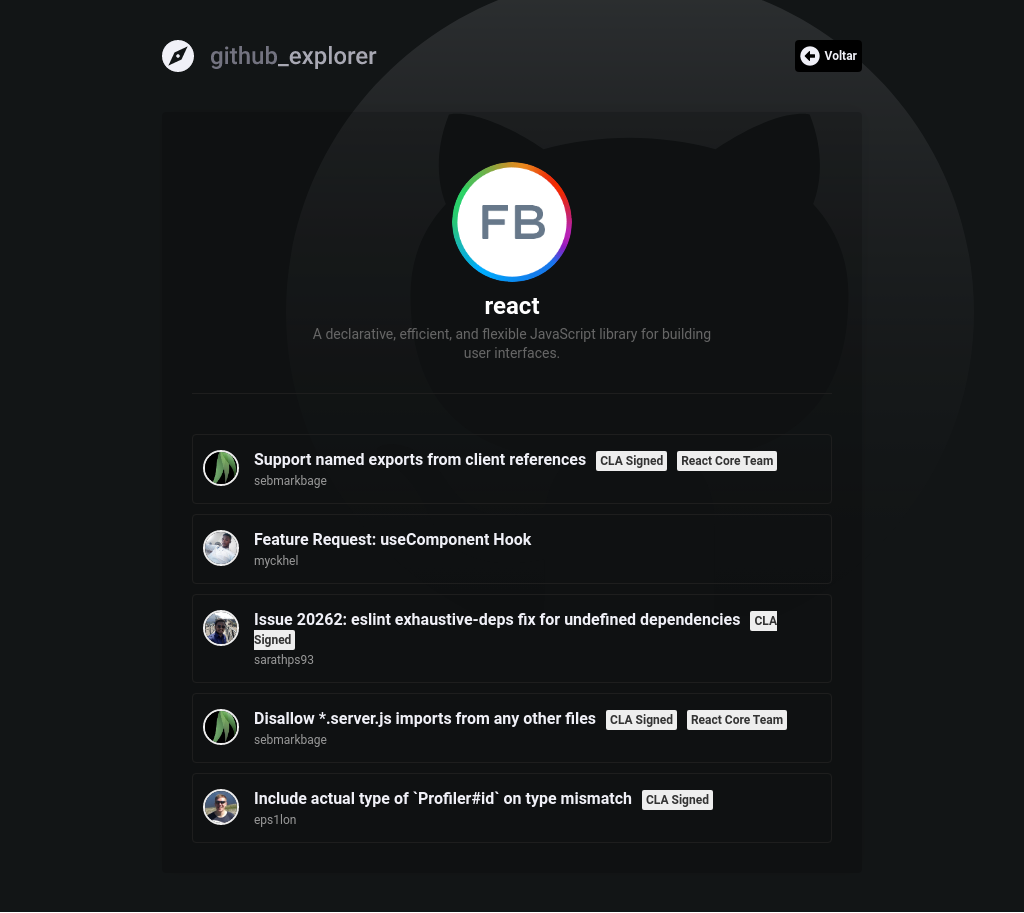 github_explorer
Voltar
FB
react
A declarative, efficient, and flexible JavaScript library for building
user interfaces.
Support named exports from client references CLA Signed React Core Team
sebmarkbage
Feature Request: useComponent Hook
myckhel
Issue 20262: eslint exhaustive-deps fix for undefined dependencies CLA
Signed
sarathps93
Disallow *.server.js imports from any other files CLA Signed React Core Team
sebmarkbage
Include actual type of `Profiler#id` on type mismatch CLA Signed
eps1lon